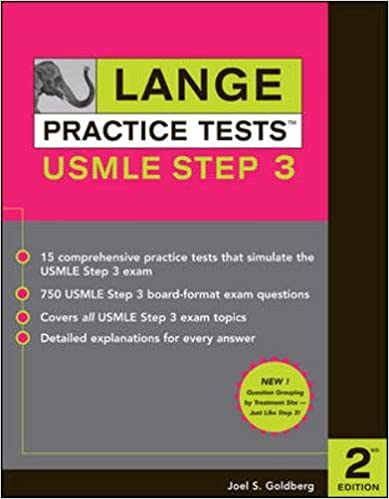 LANGE
PRACTICE TESTS™
USMLE STEP 3
15 comprehensive practice tests that simulate the
USMLE Step 3 exam
750 USMLE Step 3 board-format exam questions
Covers all USMLE Step 3 exam topics
Detailed explanations for every answer
NEW !
Question Grouping
by Treatment Site —
Just Like Step 3!
Joel S. Goldberg
2ND
EDITION